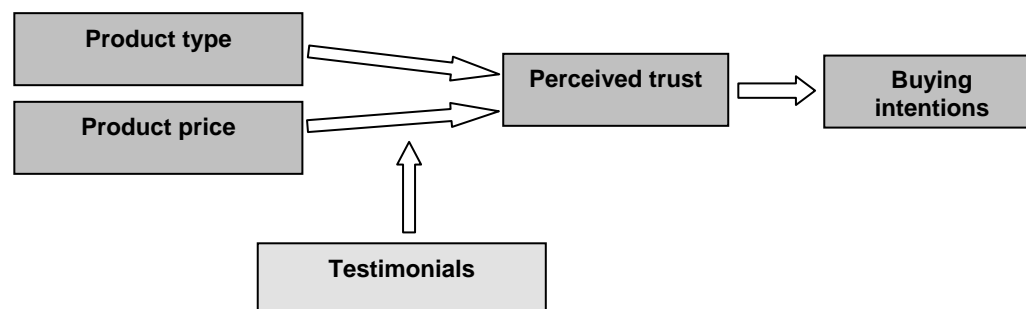 Product type
Perceived trust
Buying
intentions
Product price
Testimonials